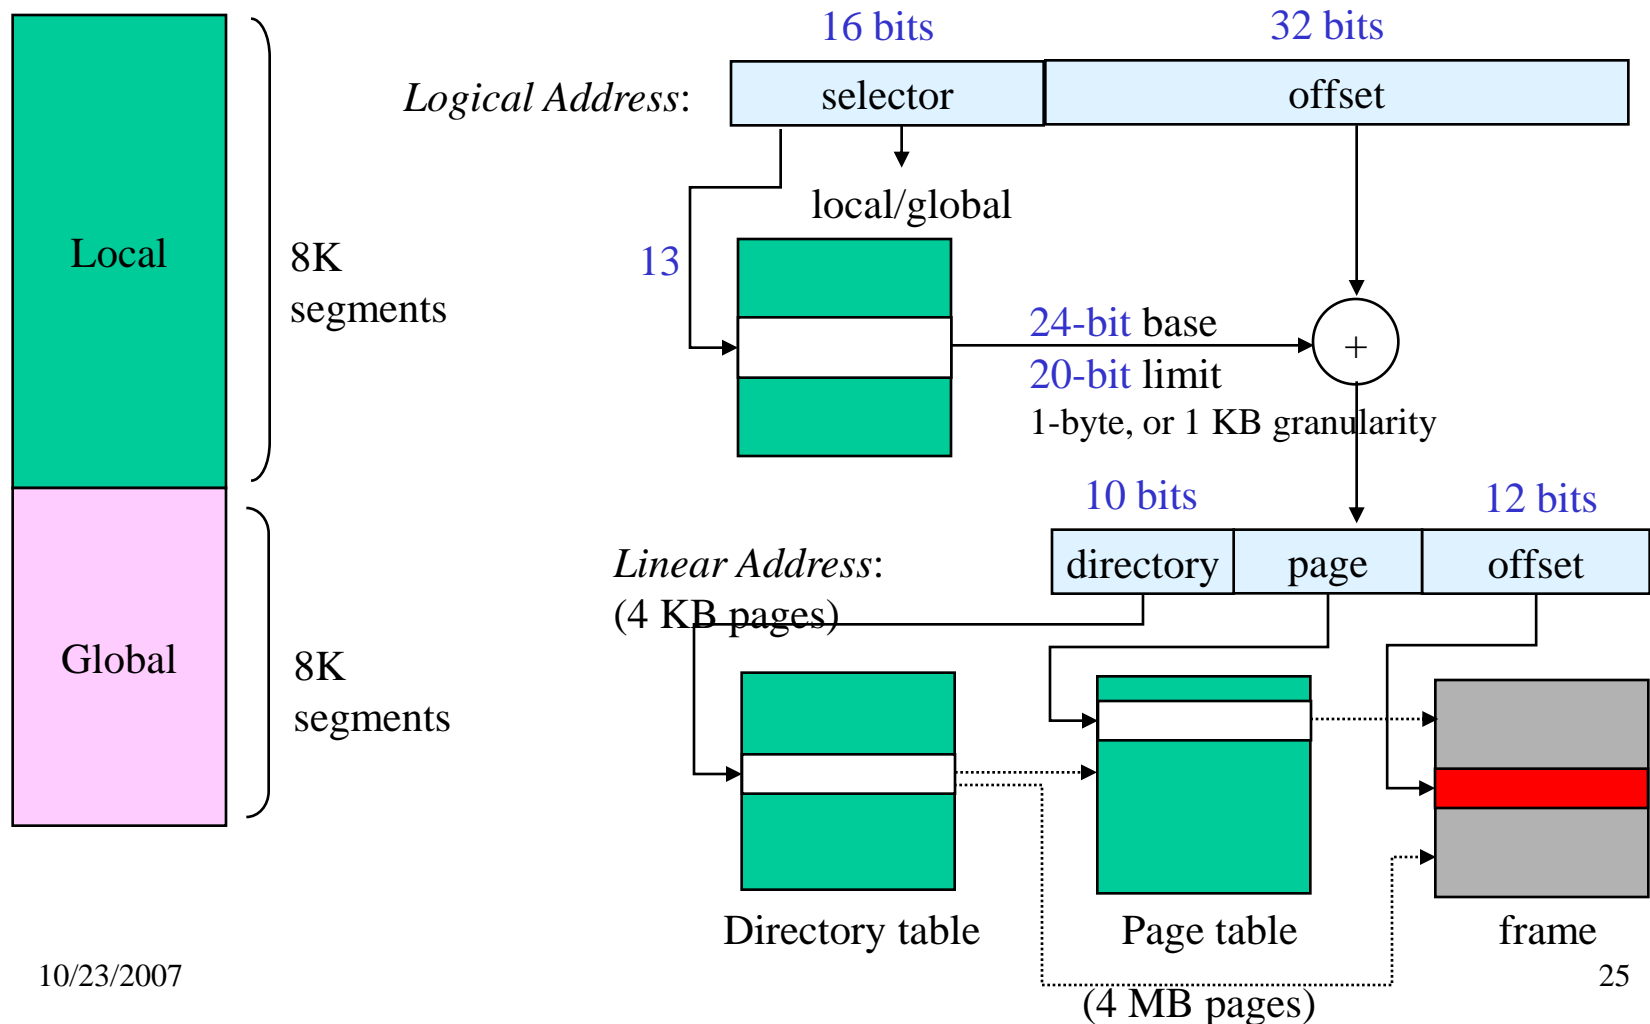 16 bits
32 bits
Logical Address:
selector
offset
local/global
Local
8K
segments
13
24-bit base
20-bit limit
1-byte, or 1 KB granularity
+
10 bits
12 bits
Linear Address:
(4 KB pages)
directory
page
offset
Global
8K
segments
Directory table
Page table
frame
(4 MB pages)
10/23/2007
25